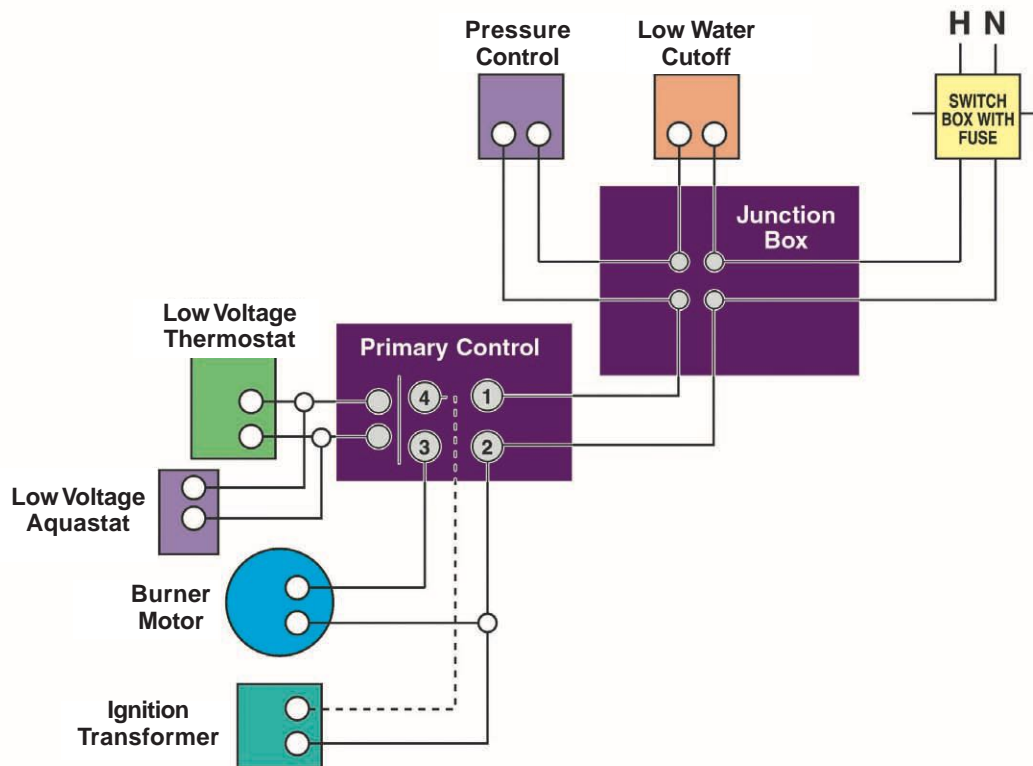 Pressure
Control
Low Water
Cutoff
H N
SWITCH
BOX WITH
FUSE
Junction
Box
Low Voltage
Thermostat
Primary Control
4
1
3
2
Low Voltage
Aquastat
Burner
Motor
Ignition
Transformer